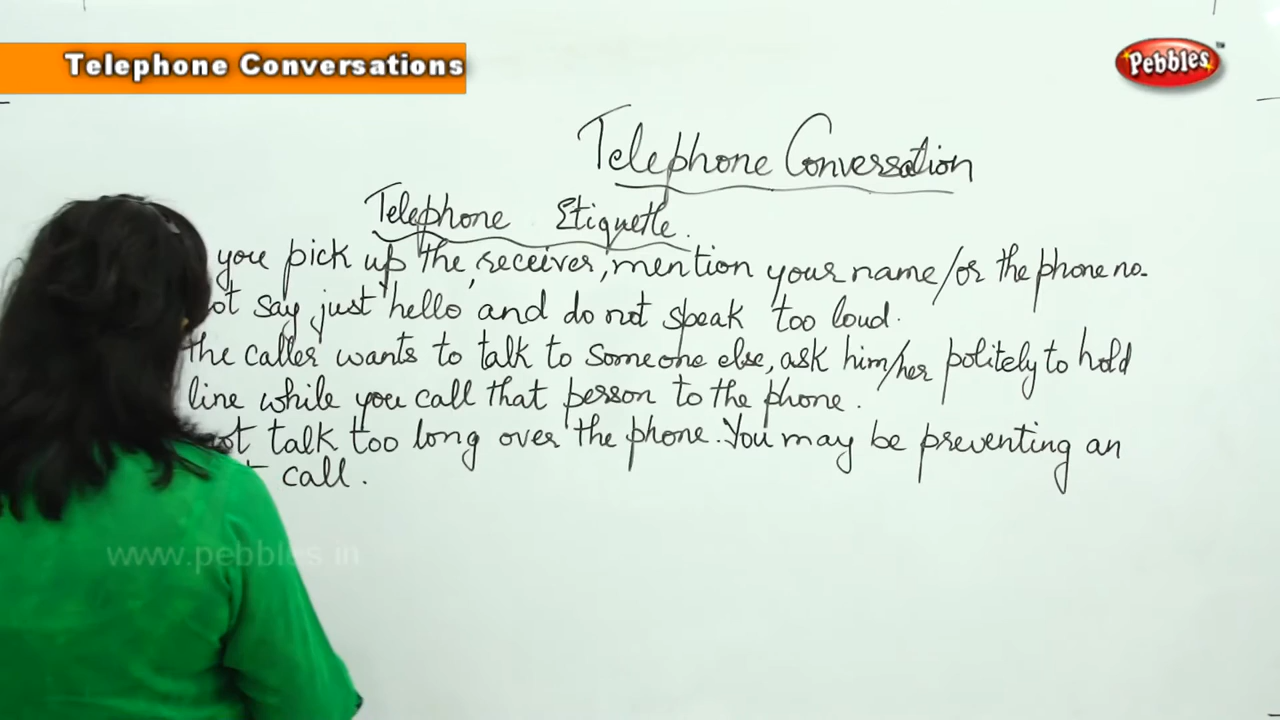 Telephone Conversations
Pebbles™
Telephone Conversation
Telephone Etiquette.
you pick up the receiver, mention your name/or the phone no.
not say just 'hello' and do not speak too loud.
the caller wants to talk to someone else, ask him/her politely to hold
line while you call that person to the phone.
not talk too long over the phone. You may be preventing an
call.
www.pebbles.in